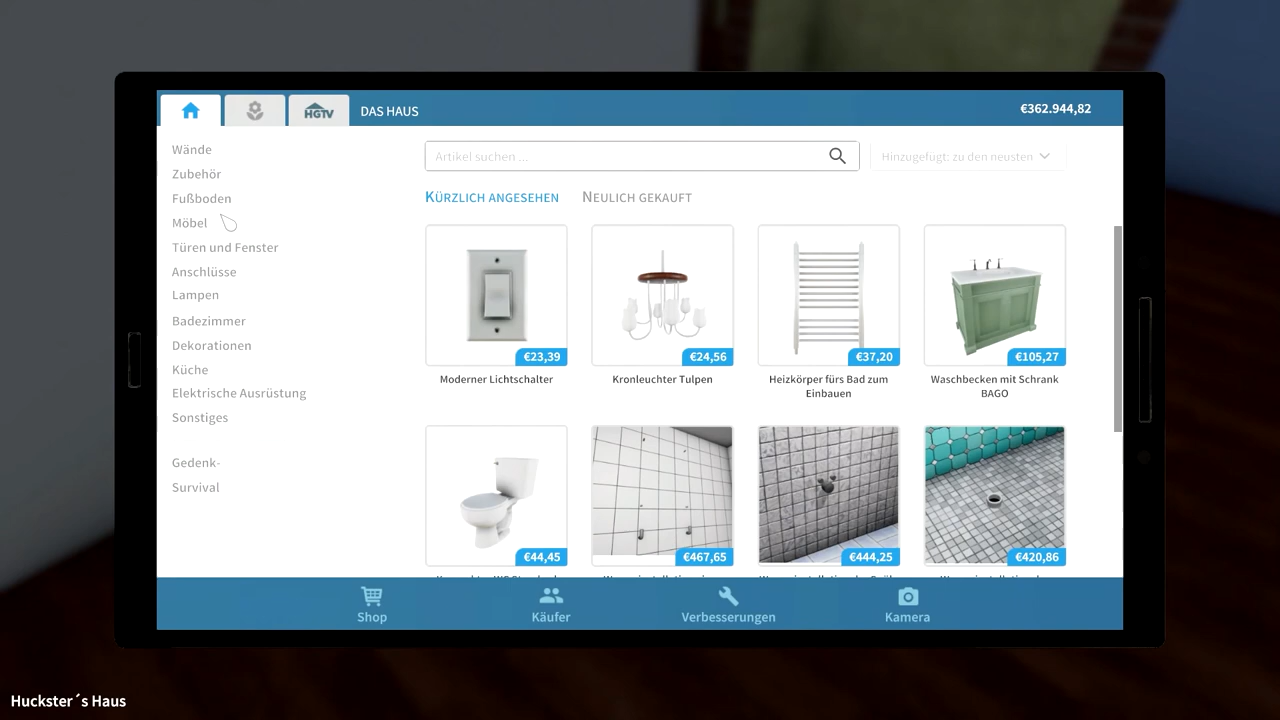 HGTV
DAS HAUS
€362.944,82
Wände
Zubehör
Fußboden
Möbel
Türen und Fenster
Anschlüsse
Lampen
Badezimmer
Dekorationen
Küche
Elektrische Ausrüstung
Sonstiges
Gedenk-
Survival
Artikel suchen ...
Hinzugefügt: zu den neusten
KÜRZLICH ANGESEHEN
NEULICH GEKAUFT
€23,39
€24,56
€37,20
€105,27
Moderner Lichtschalter
Kronleuchter Tulpen
Heizkörper fürs Bad zum
Einbauen
Waschbecken mit Schrank
BAGO
€44,45
€467,65
€444,25
€420,86
Shop
Käufer
Verbesserungen
Kamera
Huckster´s Haus